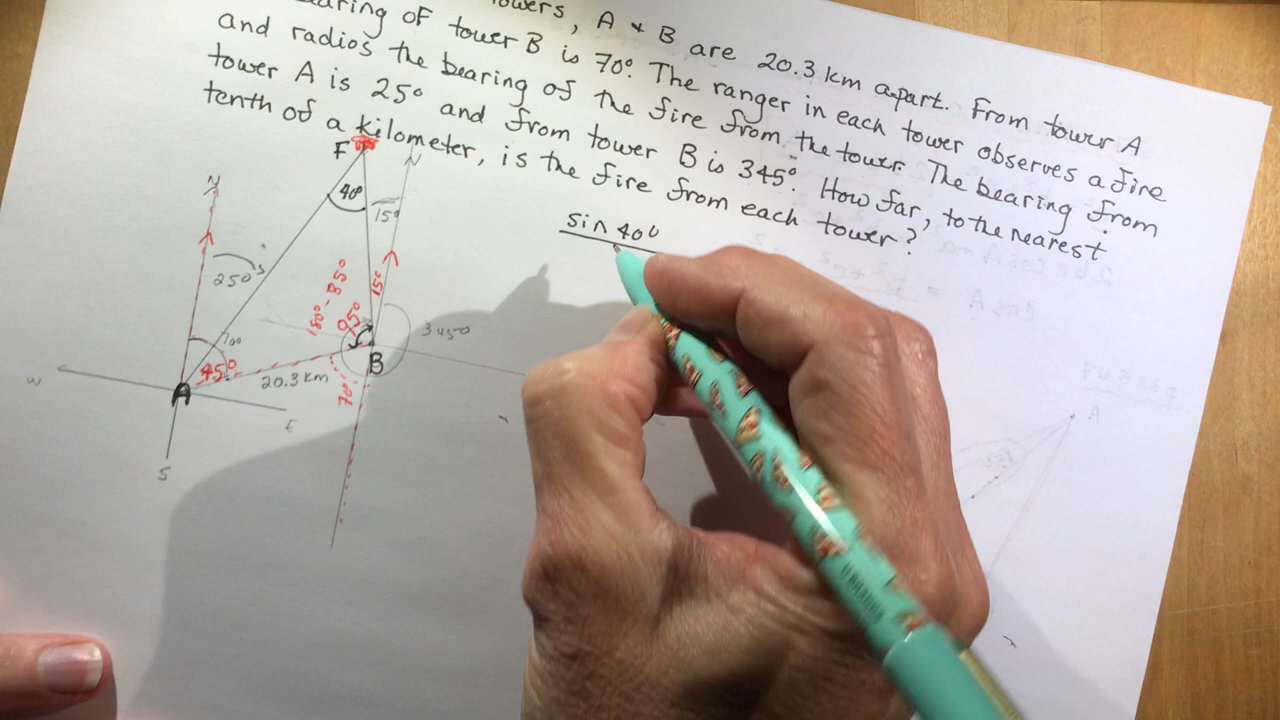 towers, A & B are 20.3 km apart. From tower A
bearing of tower B is 70°. The ranger in each tower observes a fire
and radios the bearing of the fire from the tower. The bearing from
tower A is 25° and from tower B is 345°. How far, to the nearest
tenth of a kilometer, is the fire from each tower?
sin 40°
F
N
40°
15°
N
25°
180°-85°
15°
95°
345°
70°
45°
B
20.3 km
70°
W
A
E
S
A